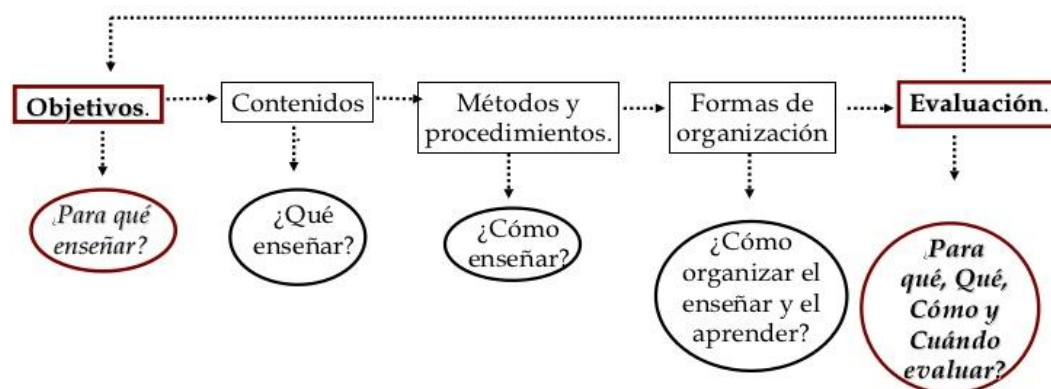 Objetivos.
Contenidos
Métodos y
procedimientos.
Formas de
organización
Evaluación.
¿Para qué
enseñar?
¿Qué
enseñar?
¿Cómo
enseñar?
¿Cómo
organizar el
enseñar y el
aprender?
¿Para
qué, Qué,
Cómo y
Cuándo
evaluar?